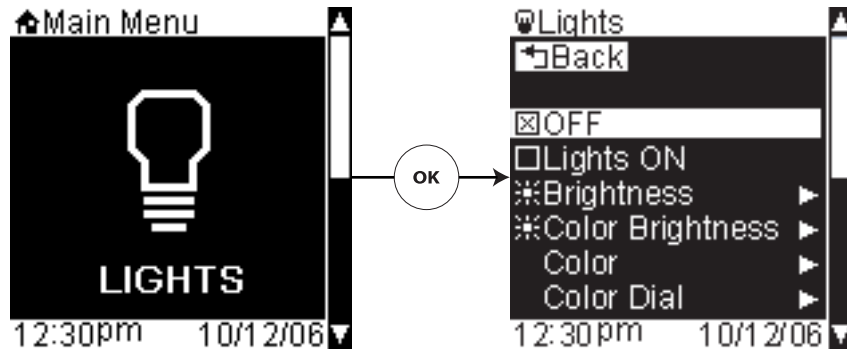 Main Menu
LIGHTS
12:30pm 10/12/06
OK
Lights
Back
OFF
Lights ON
Brightness
Color Brightness
Color
Color Dial
12:30pm 10/12/06